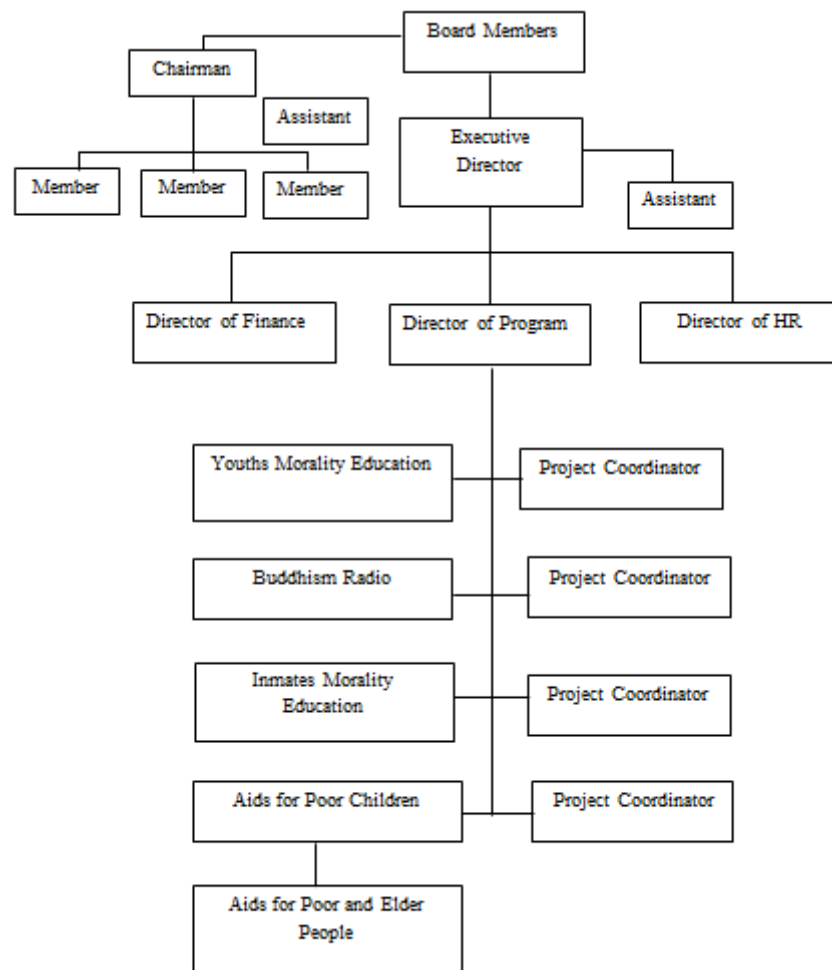 Board Members
Chairman
Assistant
Executive
Director
Member
Member
Member
Assistant
Director of Finance
Director of Program
Director of HR
Youths Morality Education
Project Coordinator
Buddhism Radio
Project Coordinator
Inmates Morality
Education
Project Coordinator
Aids for Poor Children
Project Coordinator
Aids for Poor and Elder
People